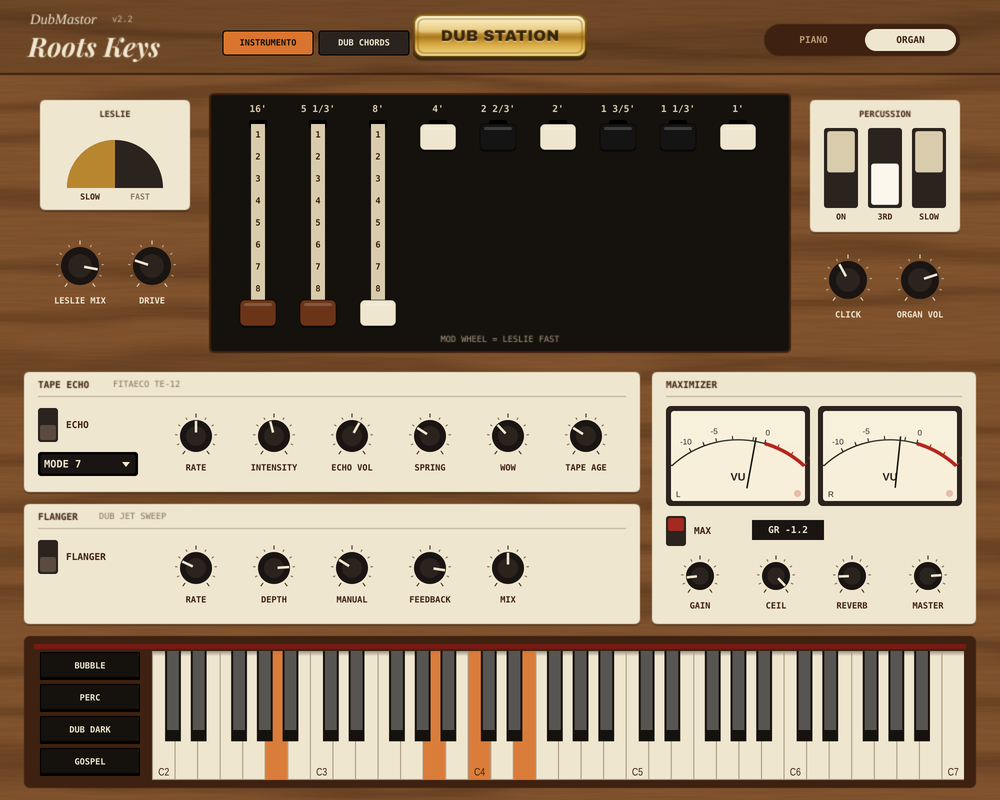 DubMastor v2.2
Roots Keys
INSTRUMENTO
DUB CHORDS
DUB STATION
PIANO
ORGAN
LESLIE
SLOW FAST
LESLIE MIX
DRIVE
16' 5 1/3' 8' 4' 2 2/3' 2' 1 3/5' 1 1/3' 1'
1 1 1
2 2 2
3 3 3
4 4 4
5 5 5
6 6 6
7 7 7
8 8 8
MOD WHEEL = LESLIE FAST
PERCUSSION
ON 3RD SLOW
CLICK
ORGAN VOL
TAPE ECHO FITAECO TE-12
ECHO
MODE 7
RATE INTENSITY ECHO VOL SPRING WOW TAPE AGE
FLANGER DUB JET SWEEP
FLANGER
RATE DEPTH MANUAL FEEDBACK MIX
MAXIMIZER
-10 -5 0
VU
L
-10 -5 0
VU
R
MAX
GR -1.2
GAIN CEIL REVERB MASTER
BUBBLE
PERC
DUB DARK
GOSPEL
C2 C3 C4 C5 C6 C7